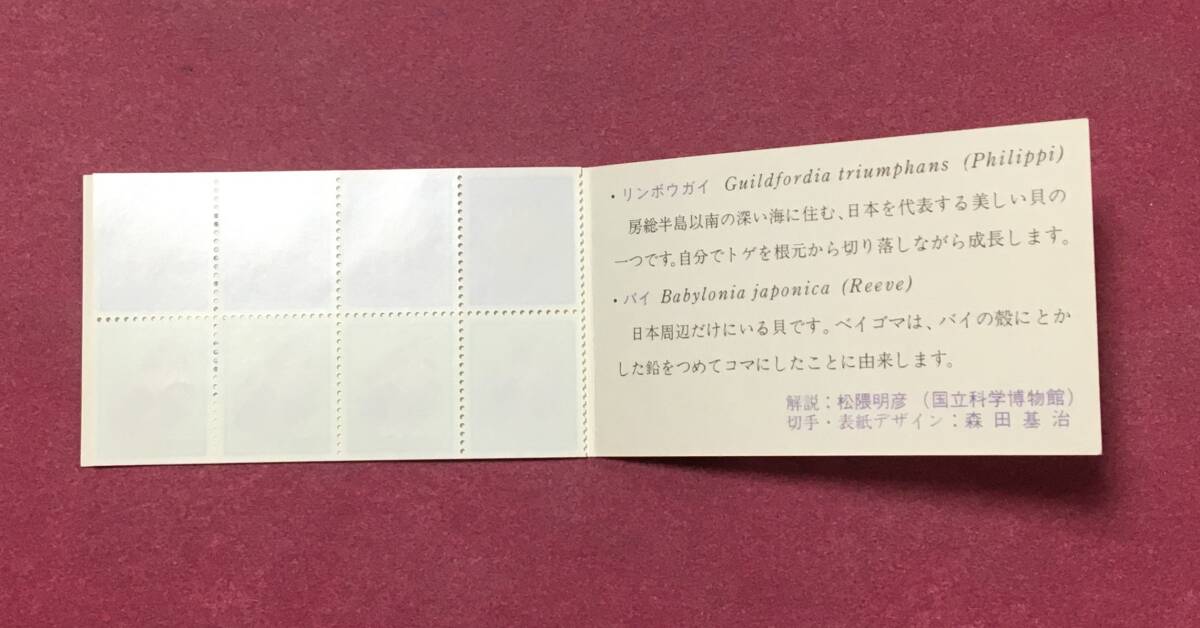 ・リンボウガイ Guildfordia triumphans (Philippi)
房総半島以南の深い海に住む、日本を代表する美しい貝の
一つです。自分でトゲを根元から切り落しながら成長します。
・バイ Babylonia japonica (Reeve)
日本周辺だけにいる貝です。ベイゴマは、バイの殻にとか
した鉛をつめてコマにしたことに由来します。
解説：松隈明彦（国立科学博物館）
切手・表紙デザイン：森田基治